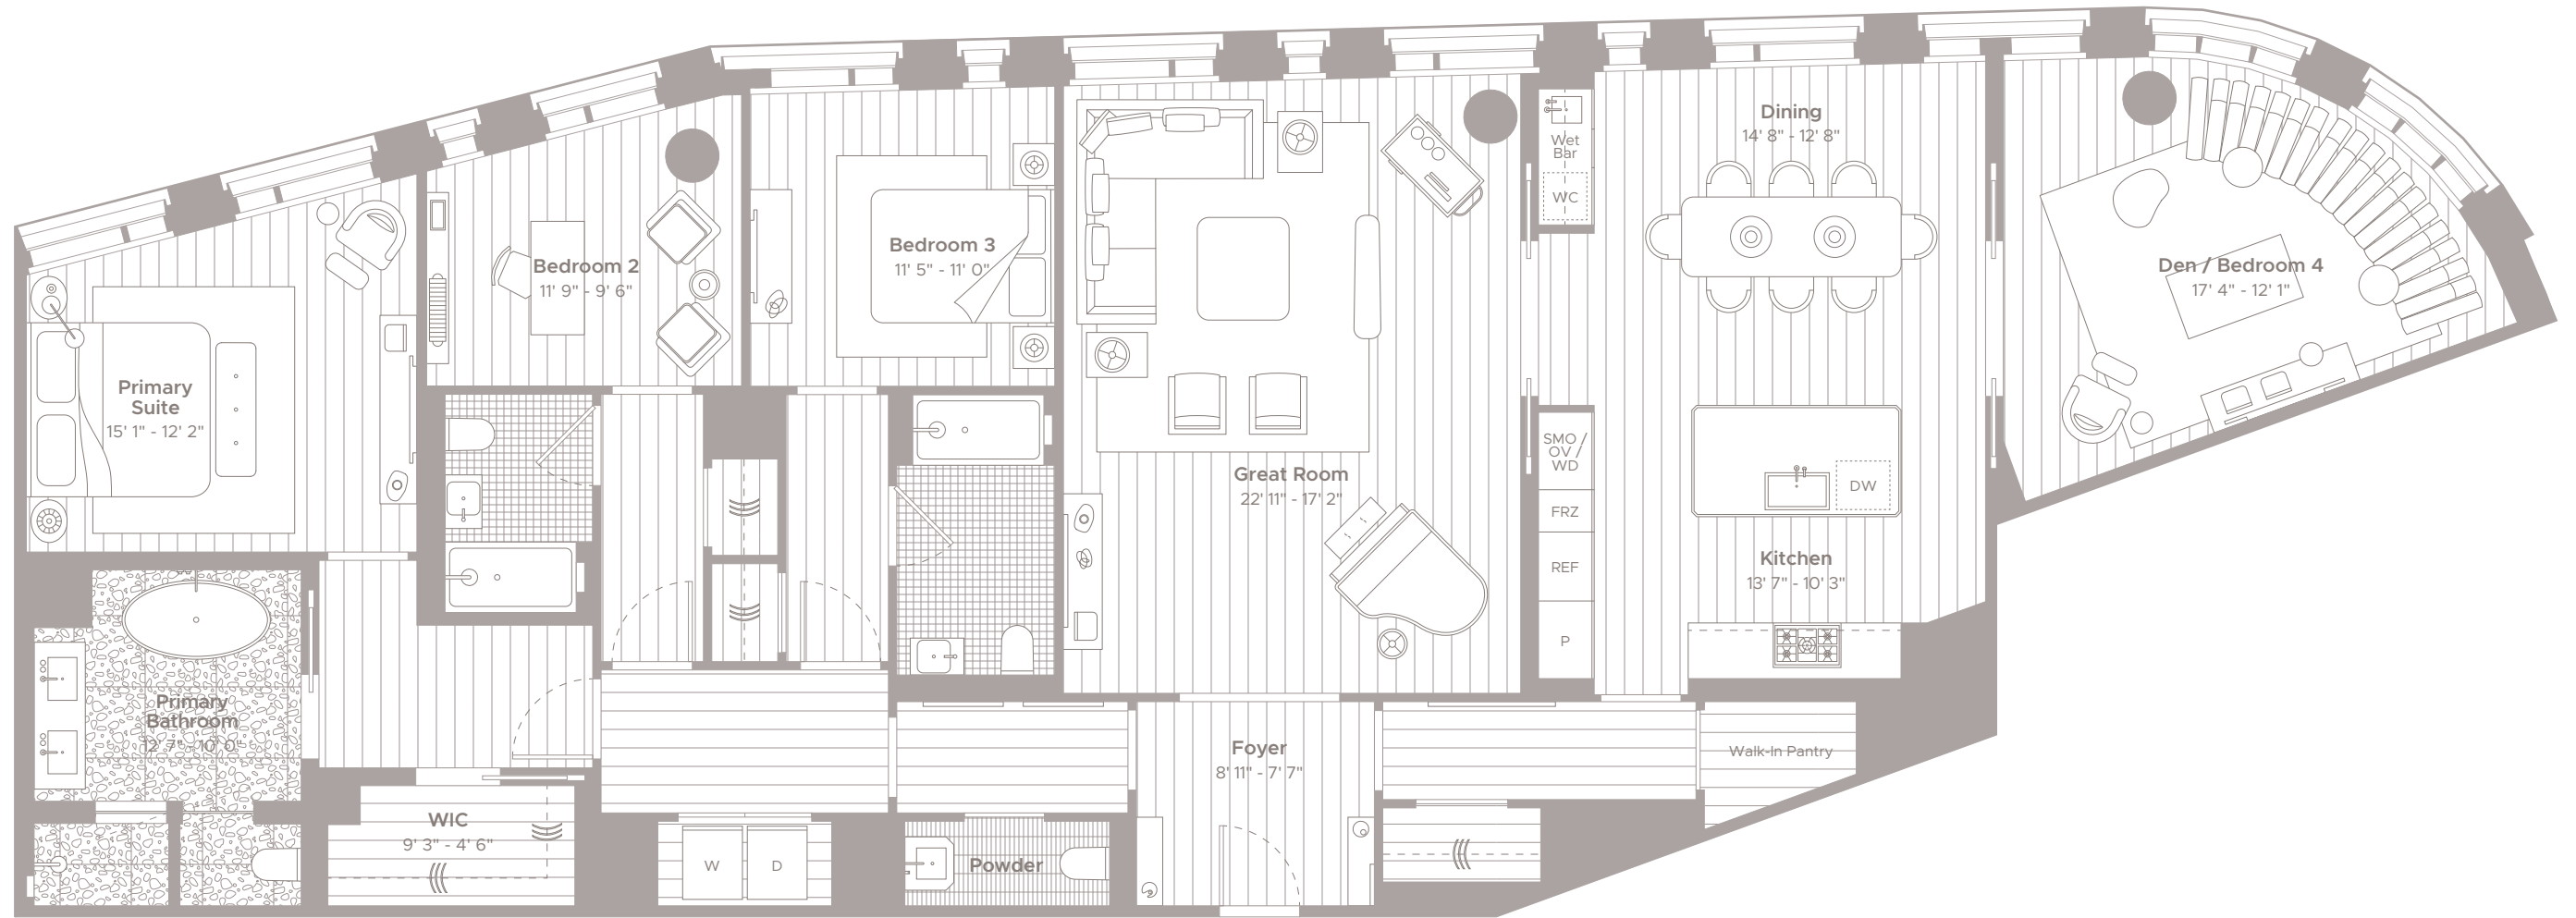 Dining
14' 8" - 12' 8"
Wet
Bar
WC
Bedroom 3
11' 5" - 11' 0"
Bedroom 2
11' 9" - 9' 6"
Den / Bedroom 4
17' 4" - 12' 1"
Primary
Suite
15' 1" - 12' 2"
SMO /
OV /
WD
Great Room
22' 11" - 17' 2"
DW
FRZ
Kitchen
13' 7" - 10' 3"
REF
P
Primary
Bathroom
12' 7" - 10' 0"
Foyer
8' 11" - 7' 7"
Walk-In Pantry
WIC
9' 3" - 4' 6"
W
D
Powder